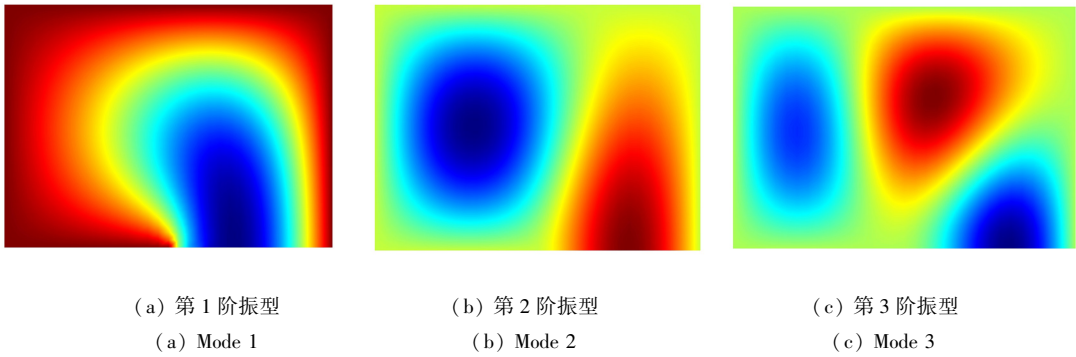 (a) 第 1 阶振型
(b) 第 2 阶振型
(c) 第 3 阶振型
(a) Mode 1
(b) Mode 2
(c) Mode 3